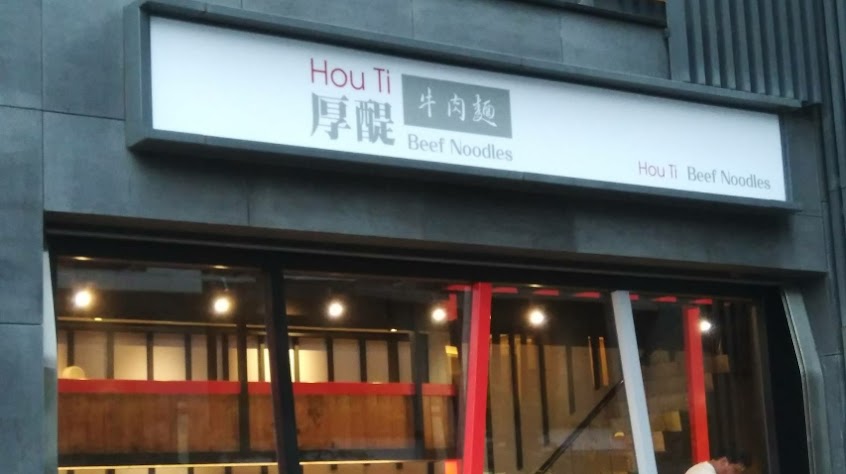 Hou Ti
厚醍
牛肉麵
Beef Noodles
Hou Ti Beef Noodles